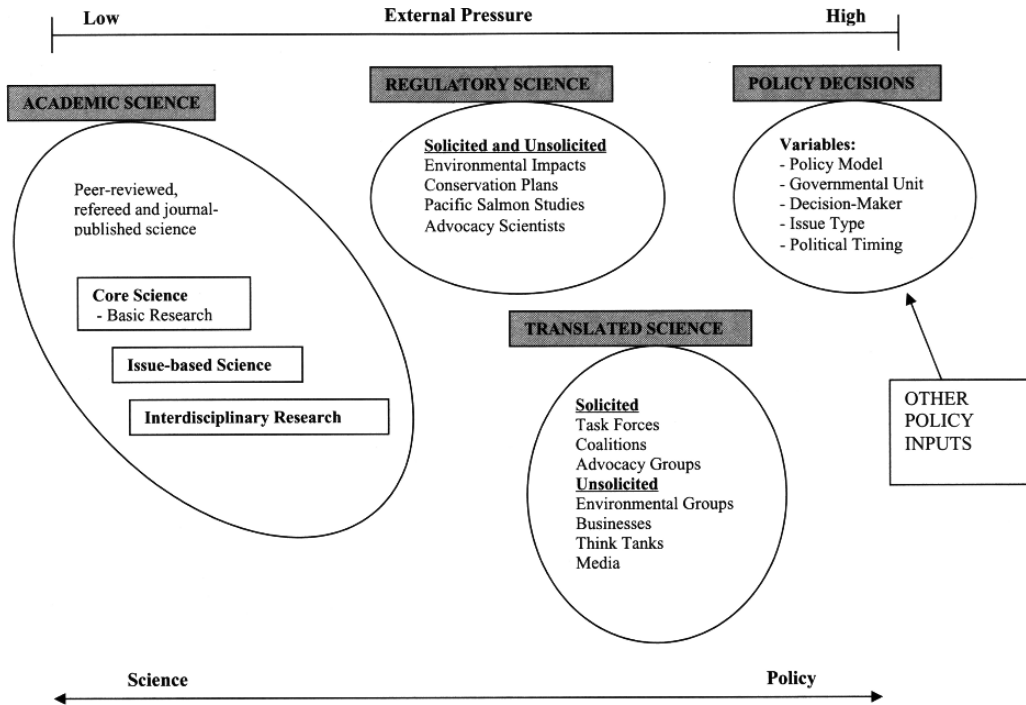 Low External Pressure High
ACADEMIC SCIENCE
Peer-reviewed,
refereed and journal-
published science
Core Science
- Basic Research
Issue-based Science
Interdisciplinary Research
REGULATORY SCIENCE
Solicited and Unsolicited
Environmental Impacts
Conservation Plans
Pacific Salmon Studies
Advocacy Scientists
POLICY DECISIONS
Variables:
- Policy Model
- Governmental Unit
- Decision-Maker
- Issue Type
- Political Timing
TRANSLATED SCIENCE
Solicited
Task Forces
Coalitions
Advocacy Groups
Unsolicited
Environmental Groups
Businesses
Think Tanks
Media
OTHER
POLICY
INPUTS
Science Policy